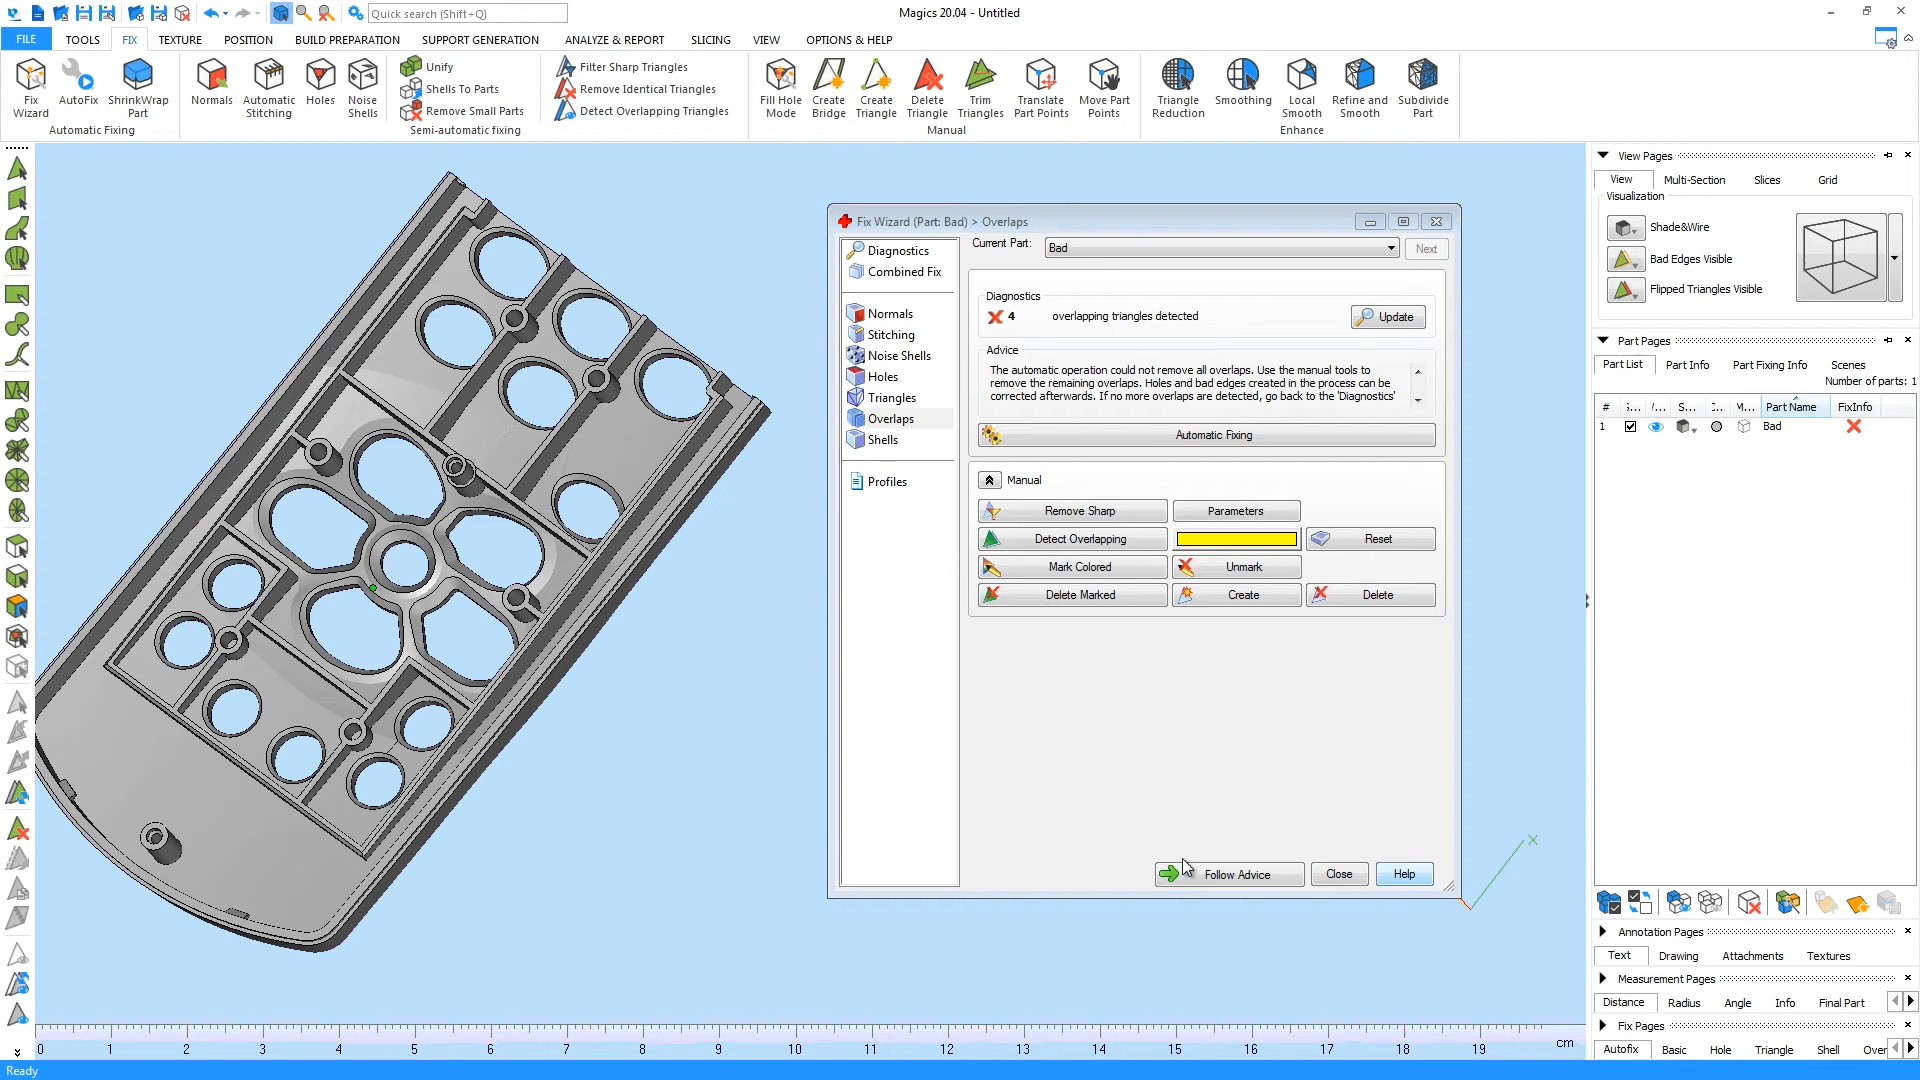 Quick search (Shift+Q)
Magics 20.04 - Untitled
FILE TOOLS FIX TEXTURE POSITION BUILD PREPARATION SUPPORT GENERATION ANALYZE & REPORT SLICING VIEW OPTIONS & HELP
Fix Wizard
AutoFix
ShrinkWrap Part
Automatic Fixing
Normals
Automatic Stitching
Holes
Noise Shells
Unify
Shells To Parts
Remove Small Parts
Semi-automatic fixing
Filter Sharp Triangles
Remove Identical Triangles
Detect Overlapping Triangles
Fill Hole Mode
Create Bridge
Create Triangle
Delete Triangle
Trim Triangles
Translate Part Points
Move Part Points
Manual
Triangle Reduction
Smoothing
Local Smooth
Refine and Smooth
Subdivide Part
Enhance
Fix Wizard (Part: Bad) > Overlaps
Diagnostics
Combined Fix
Normals
Stitching
Noise Shells
Holes
Triangles
Overlaps
Shells
Profiles
Current Part: Bad Next
Diagnostics
4 overlapping triangles detected Update
Advice
The automatic operation could not remove all overlaps. Use the manual tools to
remove the remaining overlaps. Holes and bad edges created in the process can be
corrected afterwards. If no more overlaps are detected, go back to the 'Diagnostics'
Automatic Fixing
Manual
Remove Sharp Parameters
Detect Overlapping Reset
Mark Colored Unmark
Delete Marked Create Delete
Follow Advice Close Help
View Pages
View Multi-Section Slices Grid
Visualization
Shade&Wire
Bad Edges Visible
Flipped Triangles Visible
Part Pages
Part List Part Info Part Fixing Info Scenes
Number of parts: 1
# S... C... M... Part Name FixInfo
1 Bad
Annotation Pages
Text Drawing Attachments Textures
Measurement Pages
Distance Radius Angle Info Final Part
Fix Pages
Autofix Basic Hole Triangle Shell Over
0 1 2 3 4 5 6 7 8 9 10 11 12 13 14 15 16 17 18 19 cm
Ready